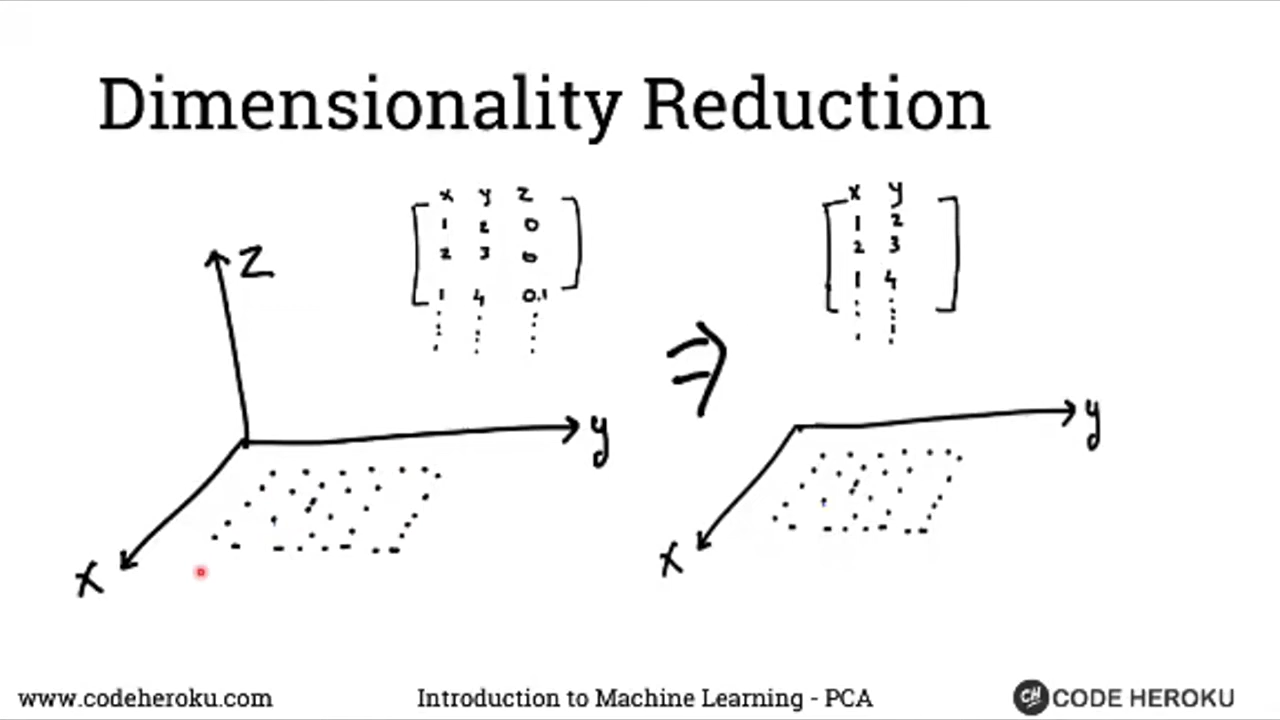 Dimensionality Reduction
x y z
1 2 0
2 3 0
1 4 0.1
x y
1 2
2 3
1 4
z
y
x
⇒
y
x
www.codeheroku.com
Introduction to Machine Learning - PCA
CH CODE HEROKU